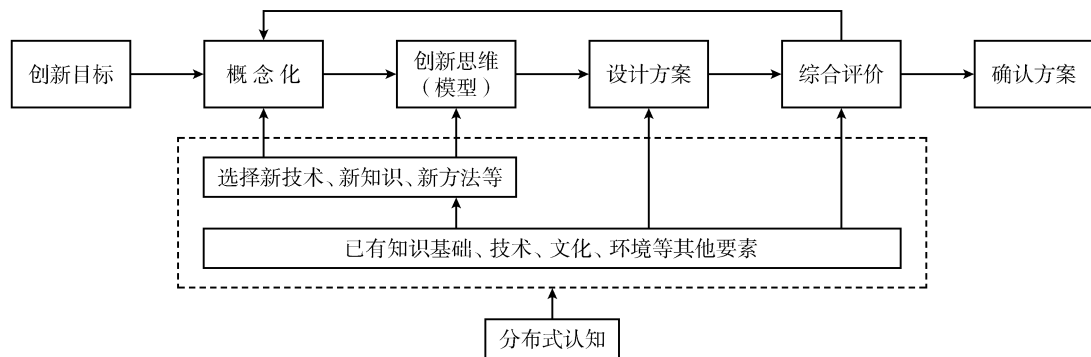 创新目标
概念化
创新思维
（模型）
设计方案
综合评价
确认方案
选择新技术、新知识、新方法等
已有知识基础、技术、文化、环境等其他要素
分布式认知